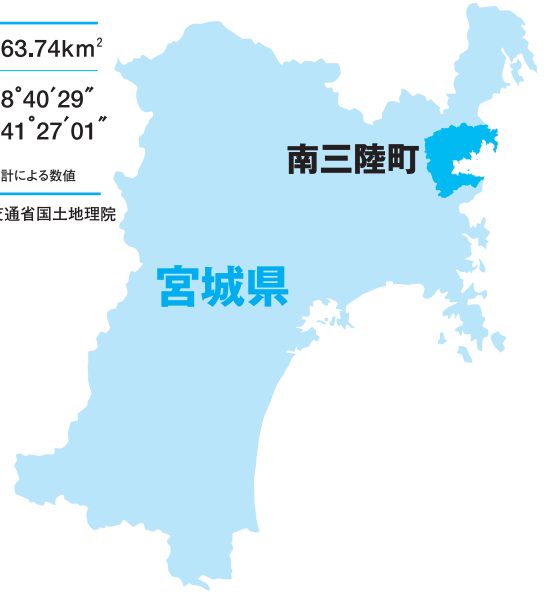 63.74km²
8°40′29″
41°27′01″
計による数値
交通省国土地理院
南三陸町
宮城県